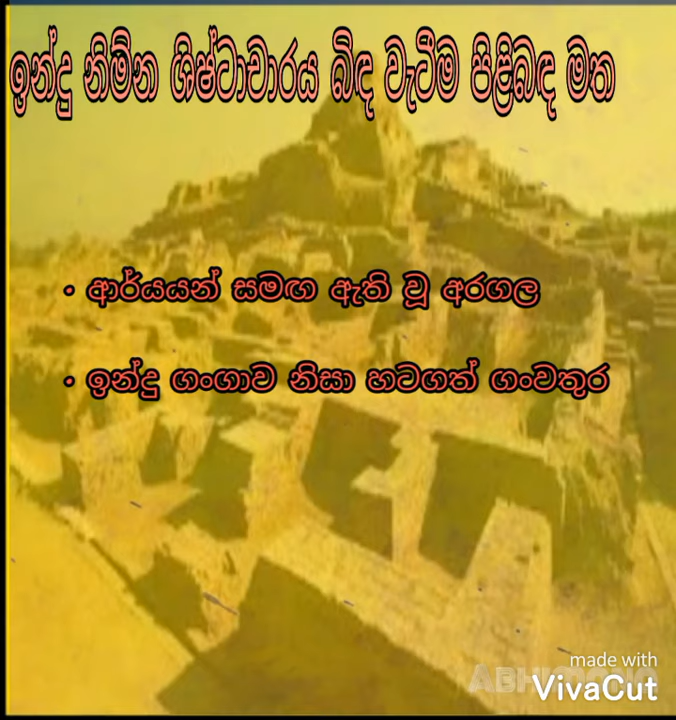 ඉන්දු නිම්න ශිෂ්ටාචාරය බිඳ වැටීම පිළිබඳ මත
• ආර්යයන් සමඟ ඇති වූ අරගල
• ඉන්දු ගංගාව නිසා හටගත් ගංවතුර
made with
VivaCut